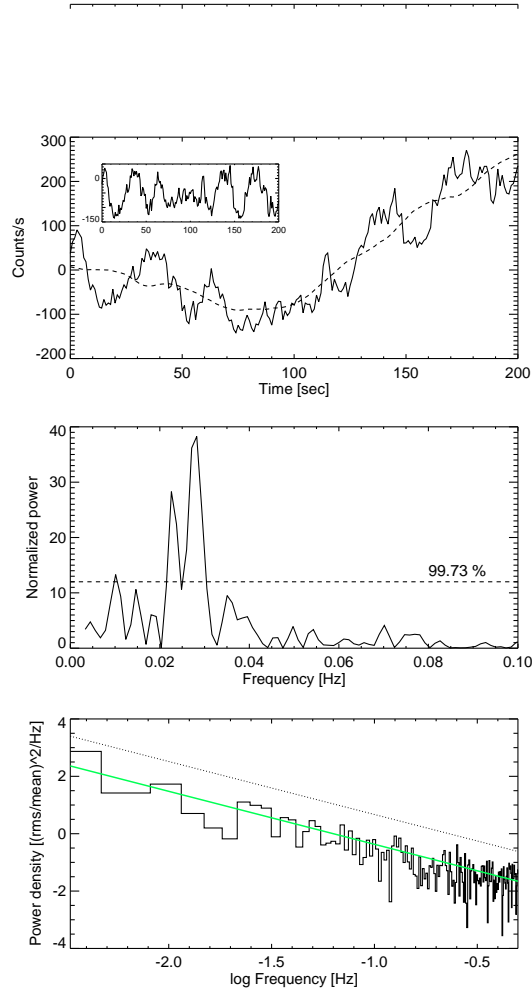 300
200
100
0
-100
-200
Counts/s
0
-150
0 50 100 150 200
0 50 100 150 200
Time [sec]
40
30
20
10
0
Normalized power
99.73 %
0.00 0.02 0.04 0.06 0.08 0.10
Frequency [Hz]
4
2
0
-2
-4
Power density [(rms/mean)^2/Hz]
-2.0 -1.5 -1.0 -0.5
log Frequency [Hz]